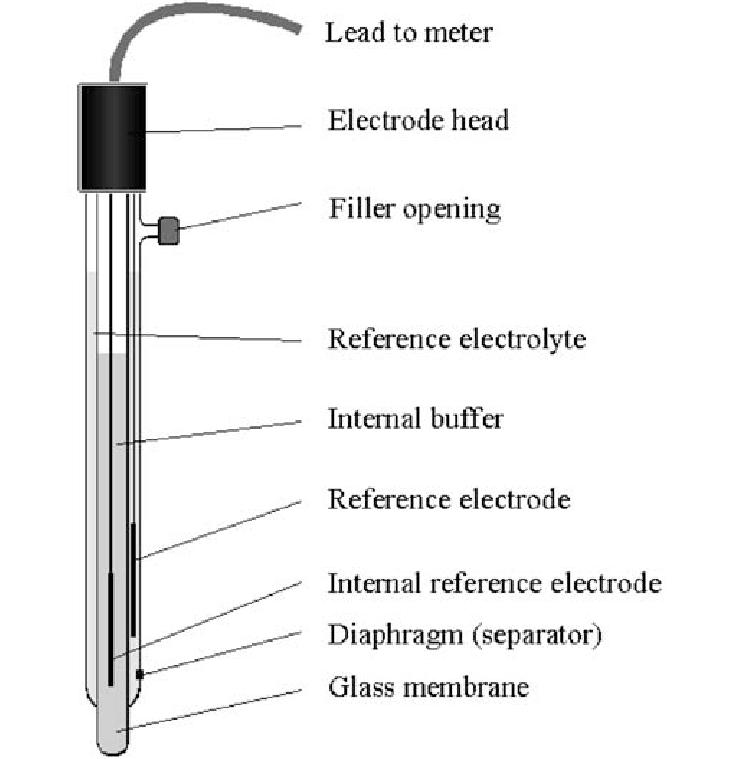 Lead to meter
Electrode head
Filler opening
Reference electrolyte
Internal buffer
Reference electrode
Internal reference electrode
Diaphragm (separator)
Glass membrane